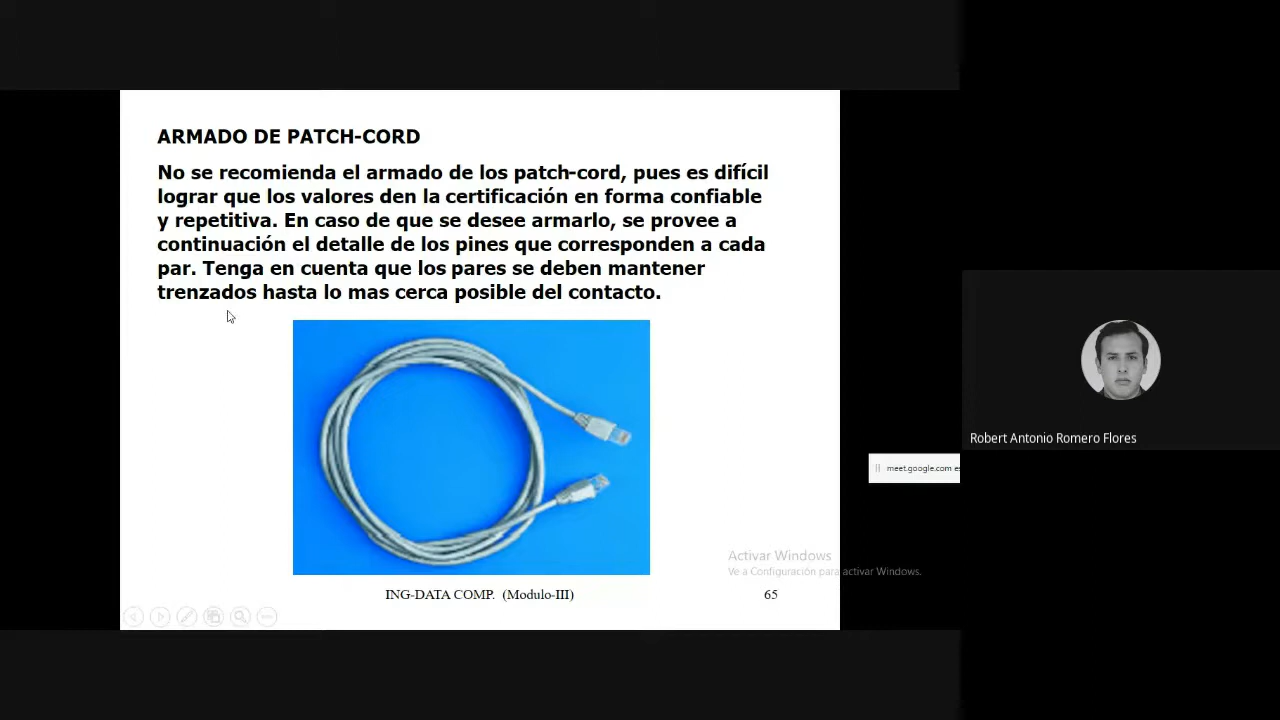 ARMADO DE PATCH-CORD
No se recomienda el armado de los patch-cord, pues es difícil
lograr que los valores den la certificación en forma confiable
y repetitiva. En caso de que se desee armarlo, se provee a
continuación el detalle de los pines que corresponden a cada
par. Tenga en cuenta que los pares se deben mantener
trenzados hasta lo mas cerca posible del contacto.
Robert Antonio Romero Flores
meet.google.com es
Activar Windows
Ve a Configuración para activar Windows.
ING-DATA COMP. (Modulo-III)
65